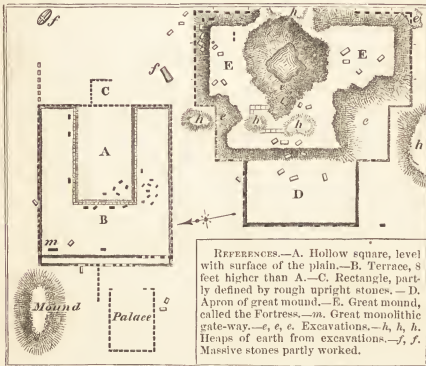 f
h
e
E
E
f
C
h
h
h
e
e
h
A
B
D
m
Mound
Palace
REFERENCES.—A. Hollow square, level
with surface of the plain.—B. Terrace, 8
feet higher than A.—C. Rectangle, part-
ly defined by rough upright stones.—D.
Apron of great mound.—E. Great mound,
called the Fortress.—m. Great monolithic
gate-way.—e, e, e. Excavations.—h, h, h.
Heaps of earth from excavations.—f, f.
Massive stones partly worked.